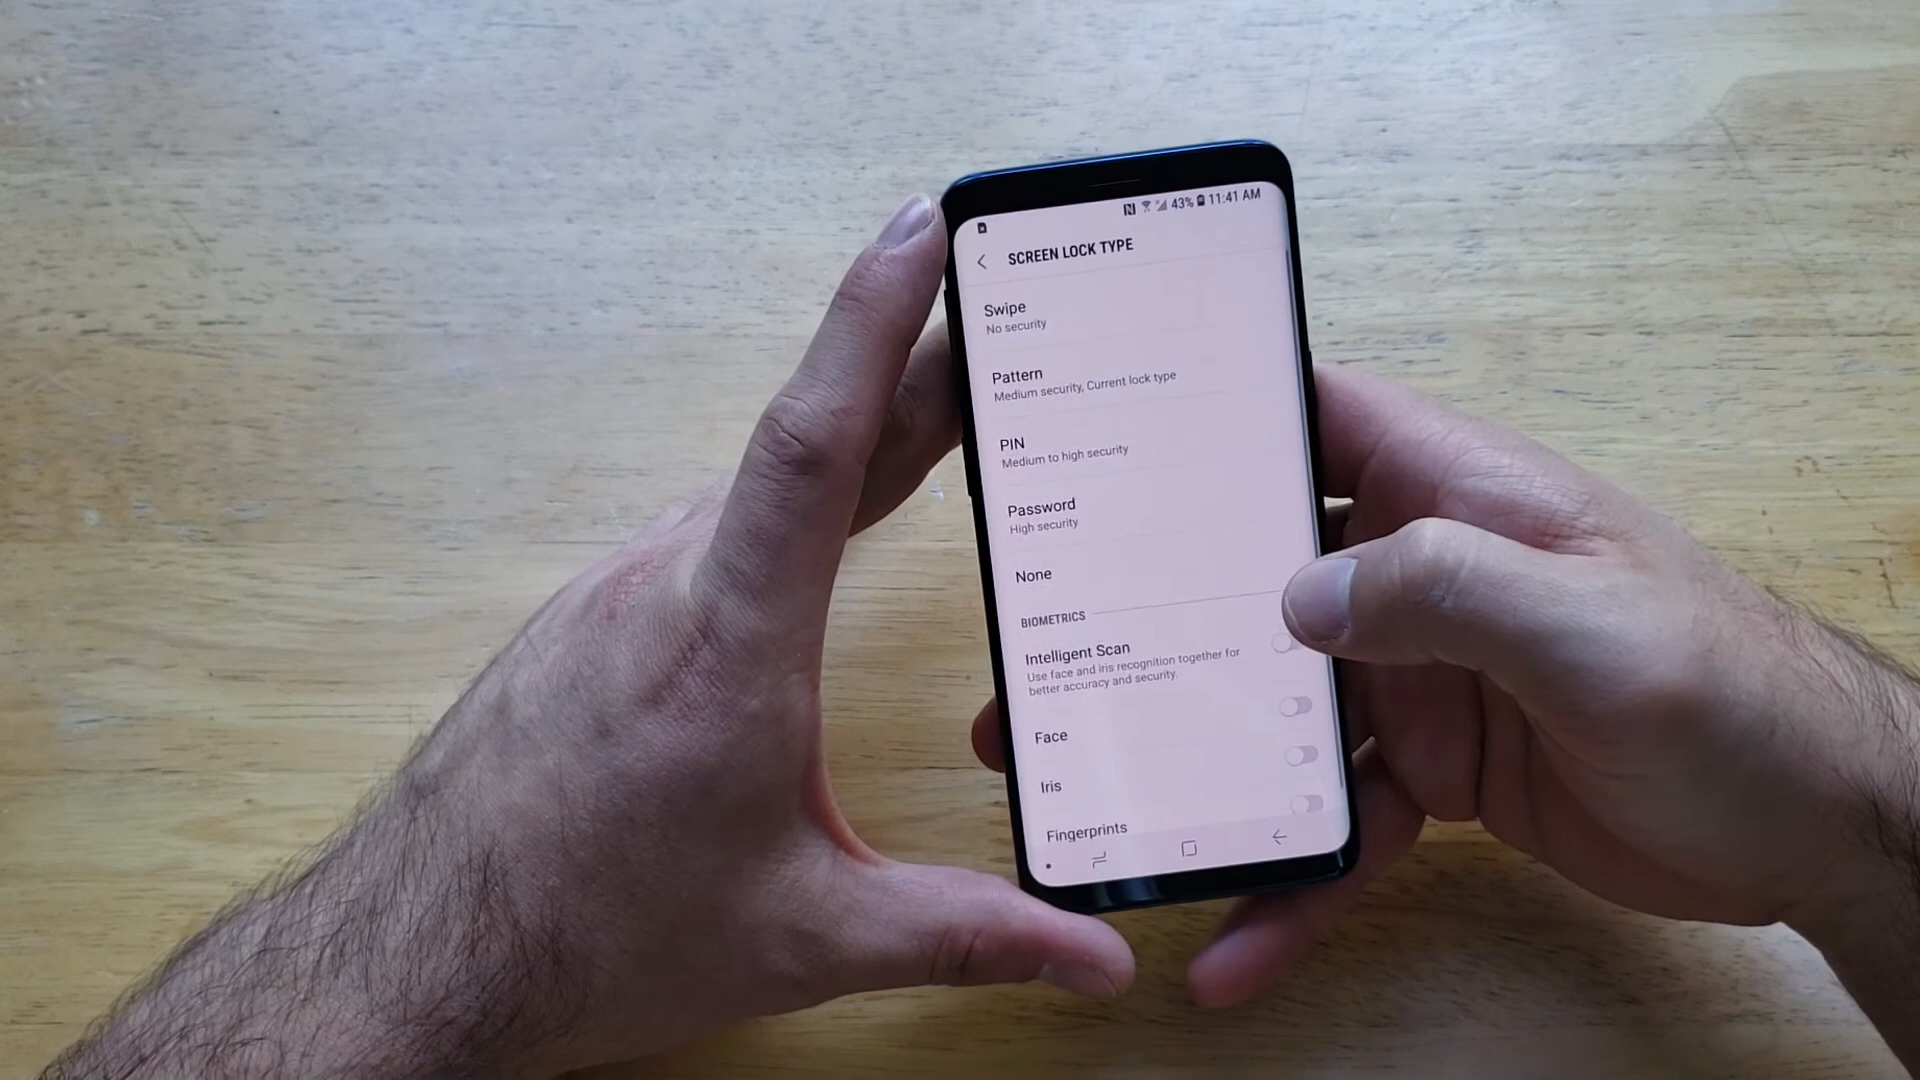 43% 11:41 AM
SCREEN LOCK TYPE
Swipe
No security
Pattern
Medium security, Current lock type
PIN
Medium to high security
Password
High security
None
BIOMETRICS
Intelligent Scan
Use face and iris recognition together for
better accuracy and security.
Face
Iris
Fingerprints